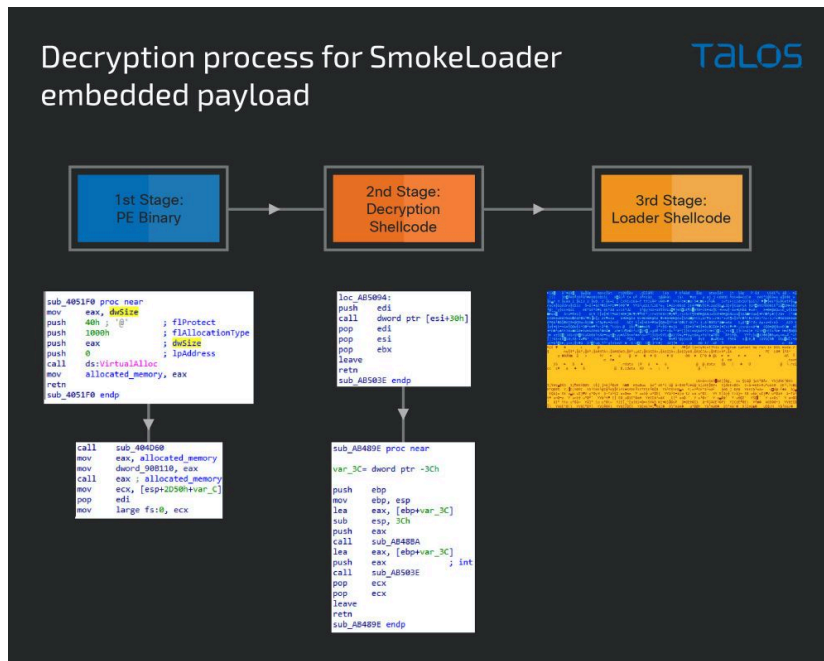 Decryption process for SmokeLoader
embedded payload
TALOS
1st Stage:
PE Binary
2nd Stage:
Decryption
Shellcode
3rd Stage:
Loader Shellcode
sub_4051F0 proc near
mov eax, dwSize
push 40h ; '@' ; flProtect
push 1000h ; flAllocationType
push eax ; dwSize
push 0 ; lpAddress
call ds:VirtualAlloc
mov allocated_memory, eax
retn
sub_4051F0 endp
call sub_404D60
mov eax, allocated_memory
mov dword_908110, eax
call eax ; allocated_memory
mov ecx, [esp+2D50h+var_C]
pop edi
mov large fs:0, ecx
loc_AB5094:
push edi
call dword ptr [esi+30h]
pop edi
pop esi
pop ebx
leave
retn
sub_AB503E endp
sub_AB489E proc near
var_3C= dword ptr -3Ch
push ebp
mov ebp, esp
lea eax, [ebp+var_3C]
sub esp, 3Ch
push eax
call sub_AB48BA
lea eax, [ebp+var_3C]
push eax ; int
call sub_AB503E
pop ecx
pop ecx
leave
retn
sub_AB489E endp